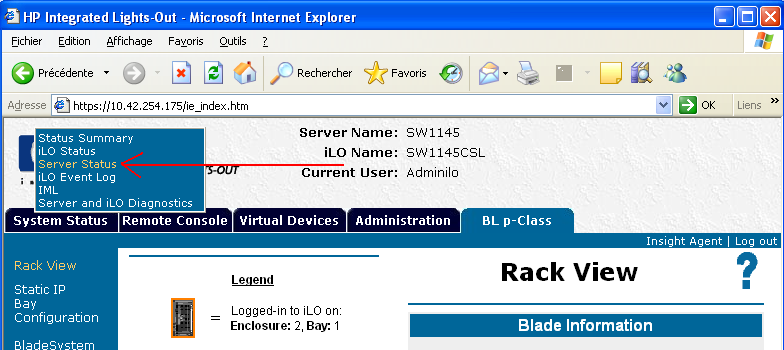 HP Integrated Lights-Out - Microsoft Internet Explorer
Fichier Edition Affichage Favoris Outils ?
Précédente Rechercher Favoris
Adresse https://10.42.254.175/ie_index.htm OK Liens »
Server Name: SW1145
iLO Name: SW1145CSL
Current User: Adminilo
Status Summary
iLO Status
Server Status
iLO Event Log
IML
Server and iLO Diagnostics
TS-OUT
System Status Remote Console Virtual Devices Administration BL p-Class
Insight Agent | Log out
Rack View
Static IP
Bay
Configuration
BladeSystem
Legend
= Logged-in to iLO on:
Enclosure: 2, Bay: 1
Rack View ?
Blade Information